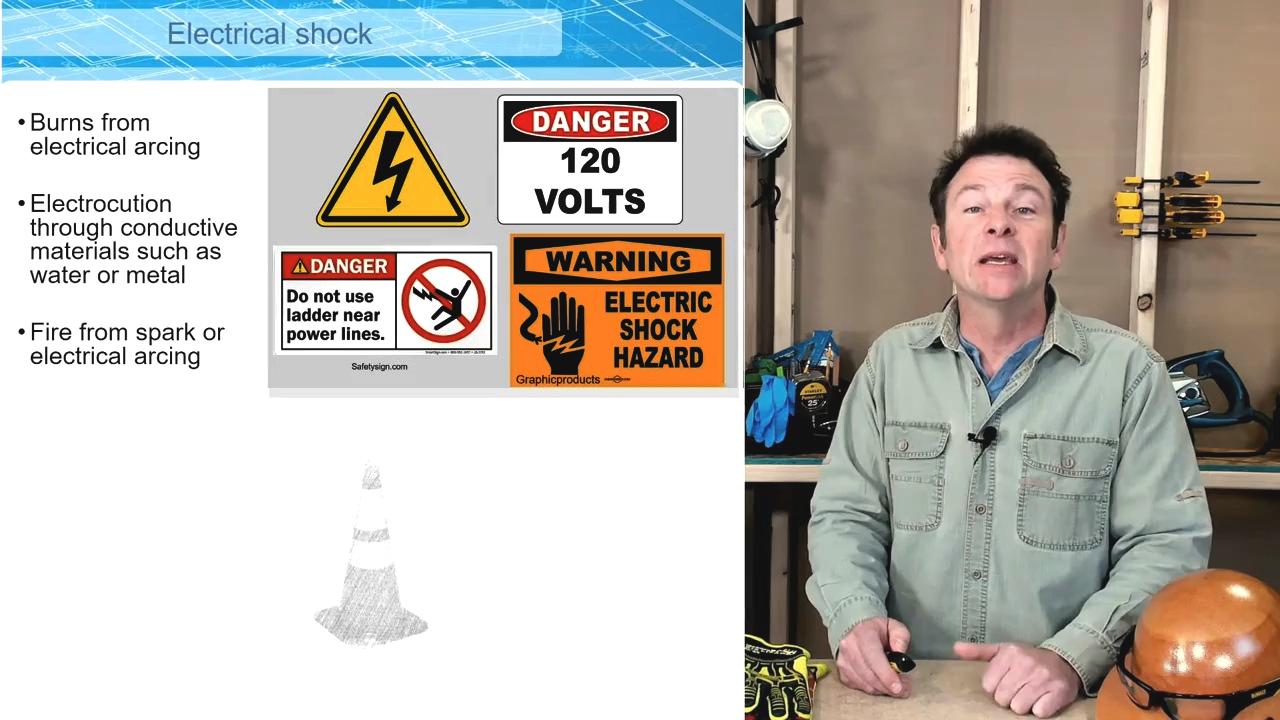 Electrical shock
• Burns from
electrical arcing
• Electrocution
through conductive
materials such as
water or metal
• Fire from spark or
electrical arcing
DANGER
120
VOLTS
DANGER
Do not use
ladder near
power lines.
Safetysign.com
WARNING
ELECTRIC
SHOCK
HAZARD
Graphicproducts
STANLEY
25'